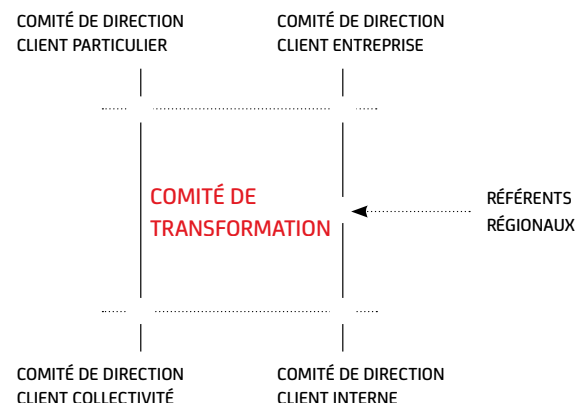 COMITÉ DE DIRECTION
CLIENT PARTICULIER
COMITÉ DE DIRECTION
CLIENT ENTREPRISE
COMITÉ DE
TRANSFORMATION
RÉFÉRENTS
RÉGIONAUX
COMITÉ DE DIRECTION
CLIENT COLLECTIVITÉ
COMITÉ DE DIRECTION
CLIENT INTERNE